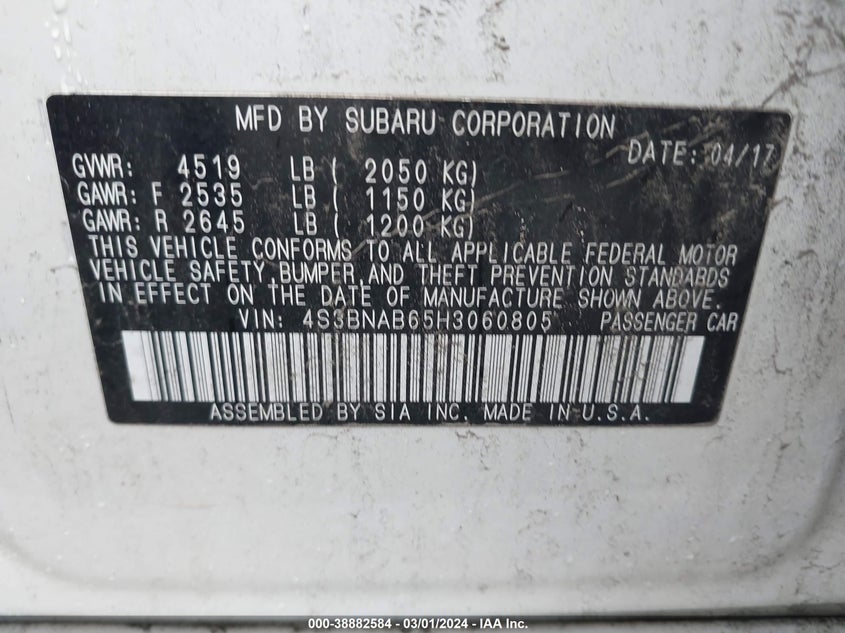 MFD BY SUBARU CORPORATION
DATE: 04/17
GVWR: 4519 LB ( 2050 KG)
GAWR: F 2535 LB ( 1150 KG)
GAWR: R 2645 LB ( 1200 KG)
THIS VEHICLE CONFORMS TO ALL APPLICABLE FEDERAL MOTOR
VEHICLE SAFETY BUMPER AND THEFT PREVENTION STANDARDS
IN EFFECT ON THE DATE OF MANUFACTURE SHOWN ABOVE.
VIN: 4S3BNAB65H3060805 PASSENGER CAR
ASSEMBLED BY SIA INC. MADE IN U.S.A.
000-38882584 - 03/01/2024 - IAA Inc.